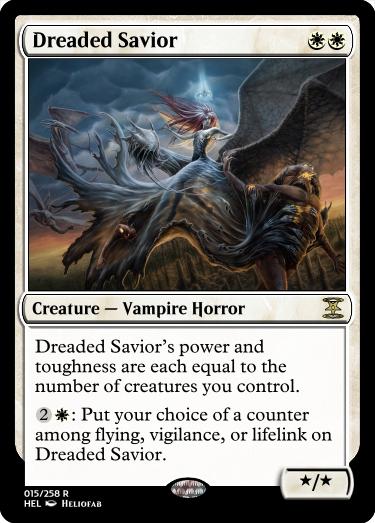 Dreaded Savior
Creature — Vampire Horror
Dreaded Savior's power and
toughness are each equal to the
number of creatures you control.
2: Put your choice of a counter
among flying, vigilance, or lifelink on
Dreaded Savior.
★/★
015/258 R
HEL Heliofab